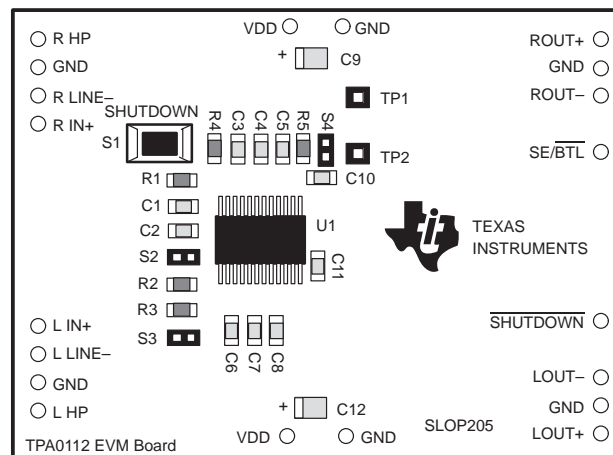 VDD GND
R HP
GND
R LINE–
R IN+
+ C9
ROUT+
GND
ROUT–
SE/BTL
SHUTDOWN
S1
R4 C3 C4 C5 R5 S4
TP1
TP2
C10
R1
C1
C2
S2
R2
R3
S3
U1
C11
TEXAS
INSTRUMENTS
L IN+
L LINE–
GND
L HP
C6 C7 C8
SHUTDOWN
LOUT–
GND
LOUT+
+ C12
SLOP205
TPA0112 EVM Board
VDD GND